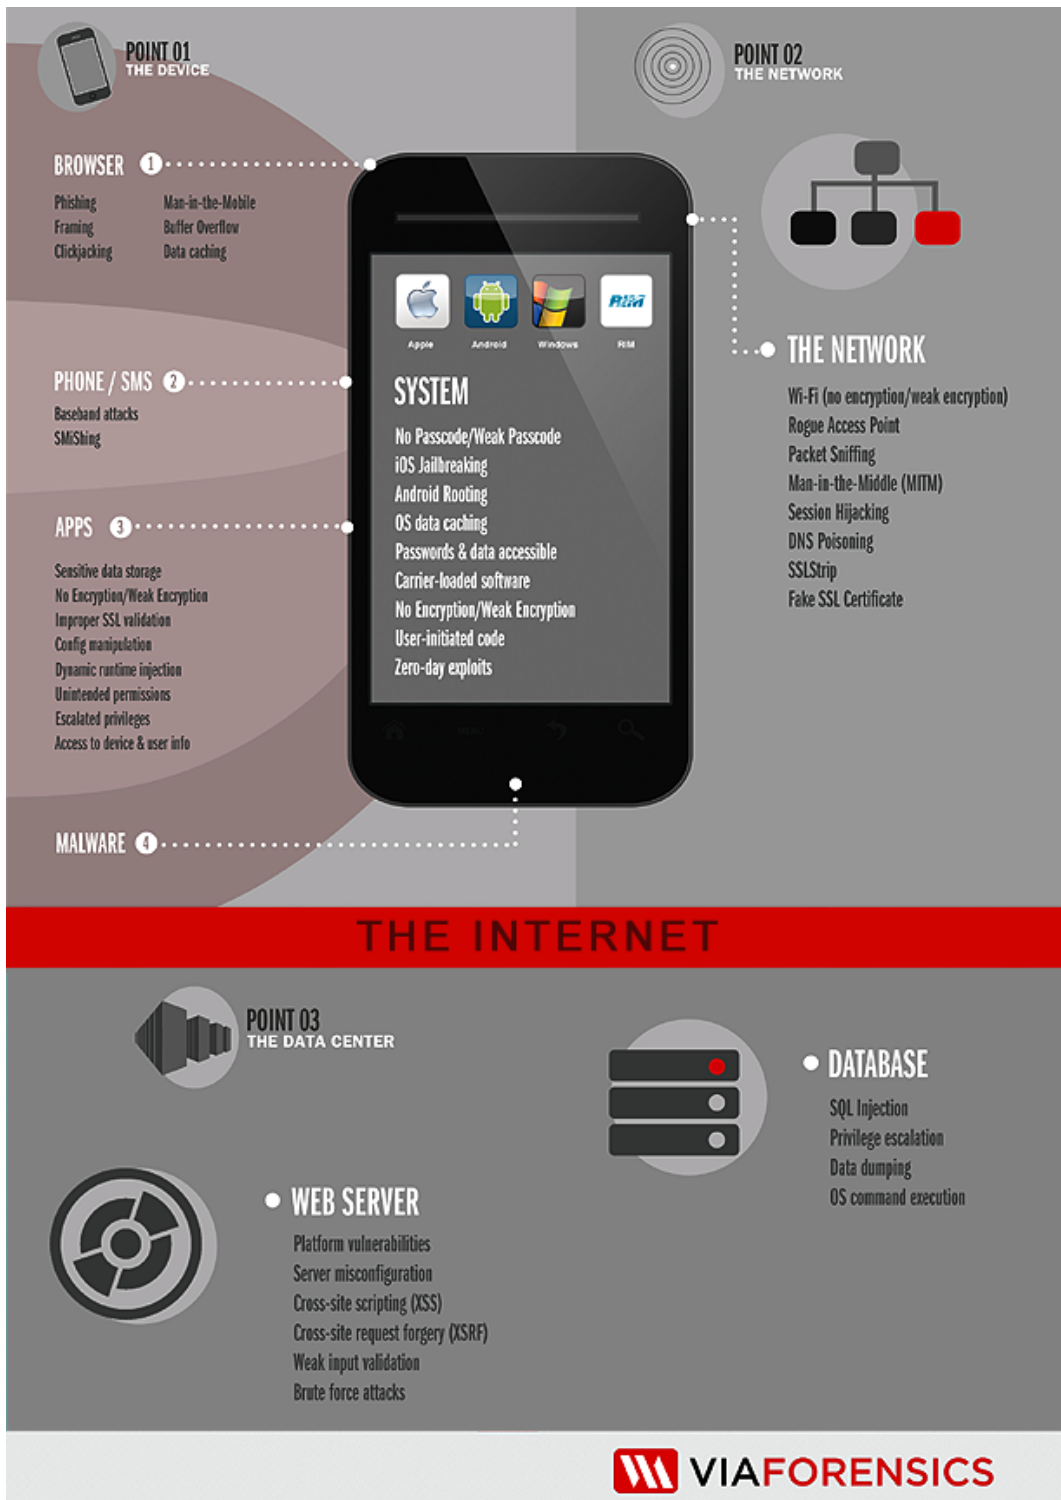 POINT 01
THE DEVICE
BROWSER 1
Phishing
Framing
Clickjacking
Man-in-the-Mobile
Buffer Overflow
Data caching
PHONE / SMS 2
Baseband attacks
SMiShing
APPS 3
Sensitive data storage
No Encryption/Weak Encryption
Improper SSL validation
Config manipulation
Dynamic runtime injection
Unintended permissions
Escalated privileges
Access to device & user info
MALWARE 4
RIM
Apple
Android
Windows
RIM
SYSTEM
No Passcode/Weak Passcode
iOS Jailbreaking
Android Rooting
OS data caching
Passwords & data accessible
Carrier-loaded software
No Encryption/Weak Encryption
User-initiated code
Zero-day exploits
MENU
POINT 02
THE NETWORK
THE NETWORK
Wi-Fi (no encryption/weak encryption)
Rogue Access Point
Packet Sniffing
Man-in-the-Middle (MITM)
Session Hijacking
DNS Poisoning
SSLStrip
Fake SSL Certificate
THE INTERNET
POINT 03
THE DATA CENTER
WEB SERVER
Platform vulnerabilities
Server misconfiguration
Cross-site scripting (XSS)
Cross-site request forgery (XSRF)
Weak input validation
Brute force attacks
DATABASE
SQL Injection
Privilege escalation
Data dumping
OS command execution
VIAFORENSICS